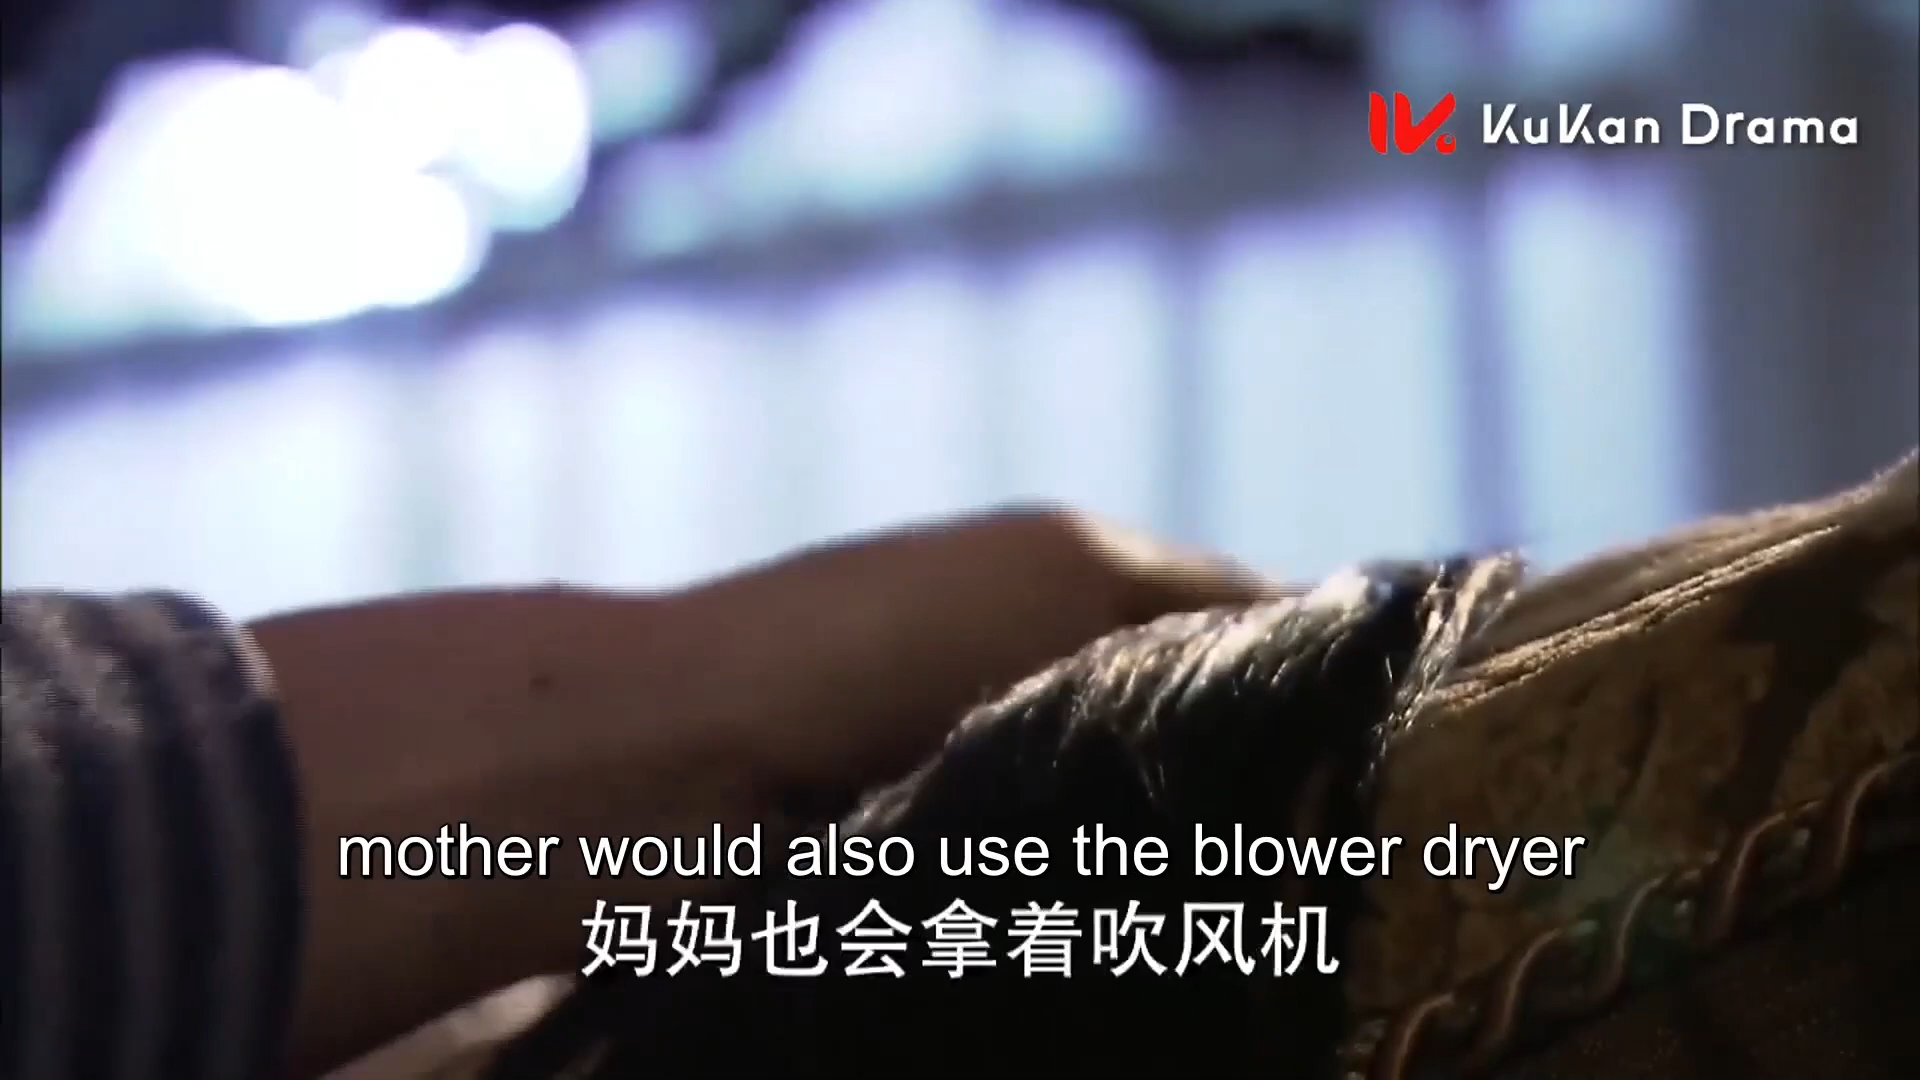 KuKan Drama
mother would also use the blower dryer
妈妈也会拿着吹风机